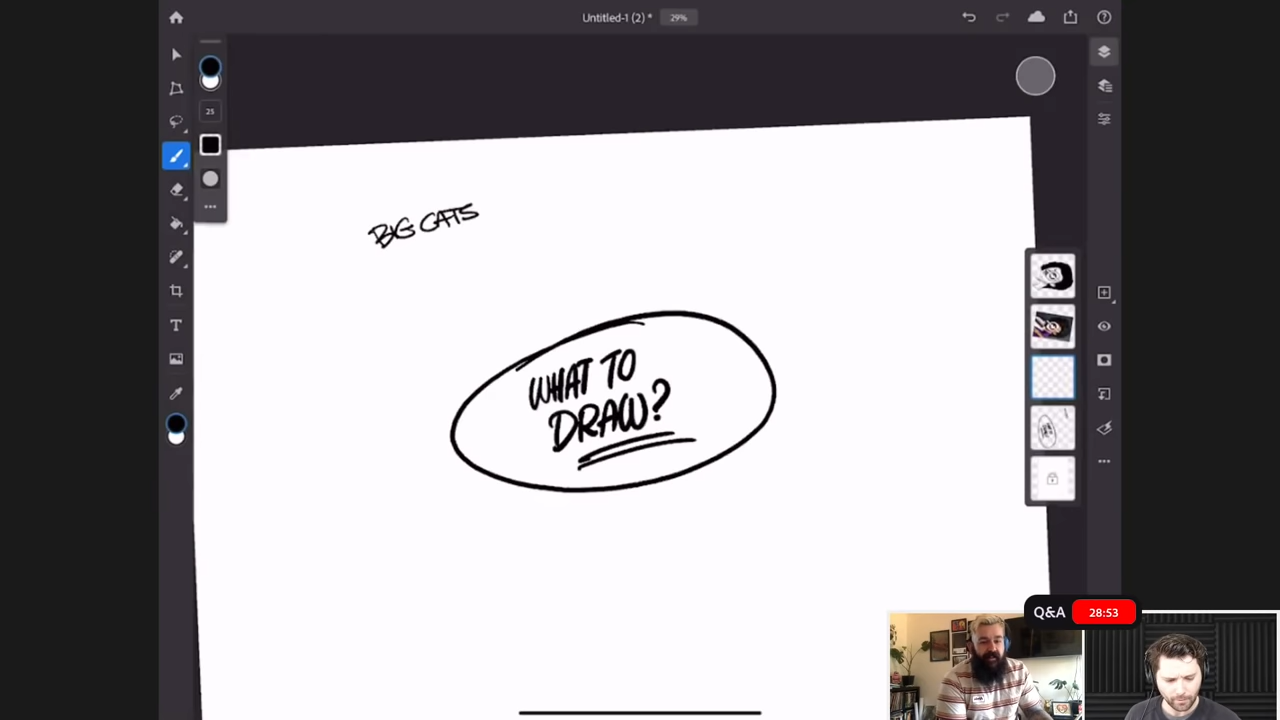 Untitled-1 (2) * 29%
25
BIG CATS
WHAT TO
DRAW?
Q&A 28:53